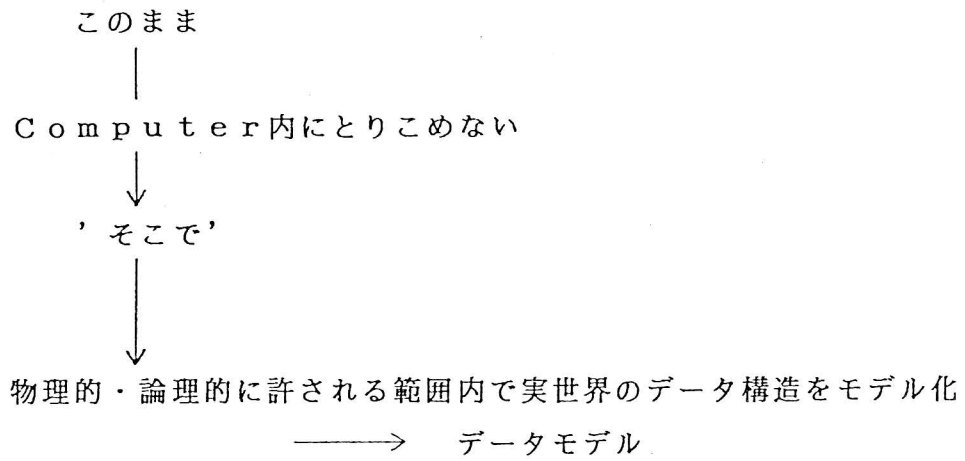 このまま
Ｃｏｍｐｕｔｅｒ内にとりこめない
’そこで’
物理的・論理的に許される範囲内で実世界のデータ構造をモデル化
データモデル